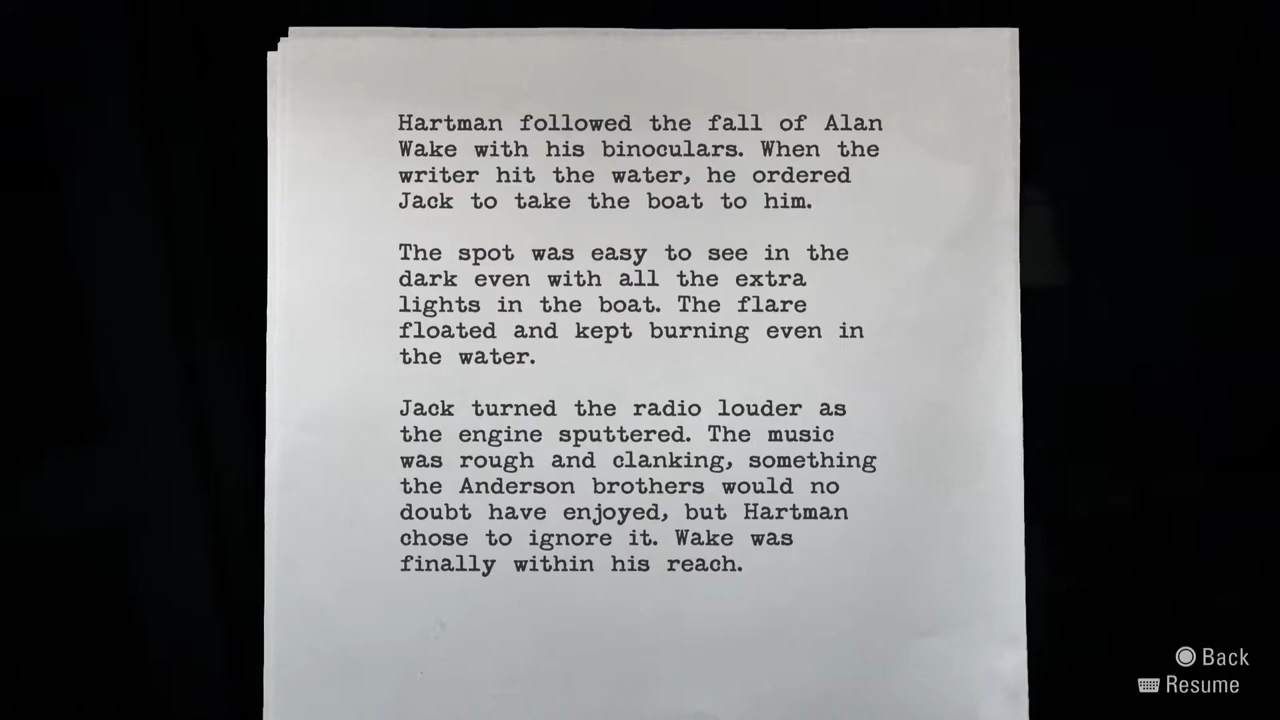 Hartman followed the fall of Alan
Wake with his binoculars. When the
writer hit the water, he ordered
Jack to take the boat to him.
The spot was easy to see in the
dark even with all the extra
lights in the boat. The flare
floated and kept burning even in
the water.
Jack turned the radio louder as
the engine sputtered. The music
was rough and clanking, something
the Anderson brothers would no
doubt have enjoyed, but Hartman
chose to ignore it. Wake was
finally within his reach.
Back
Resume